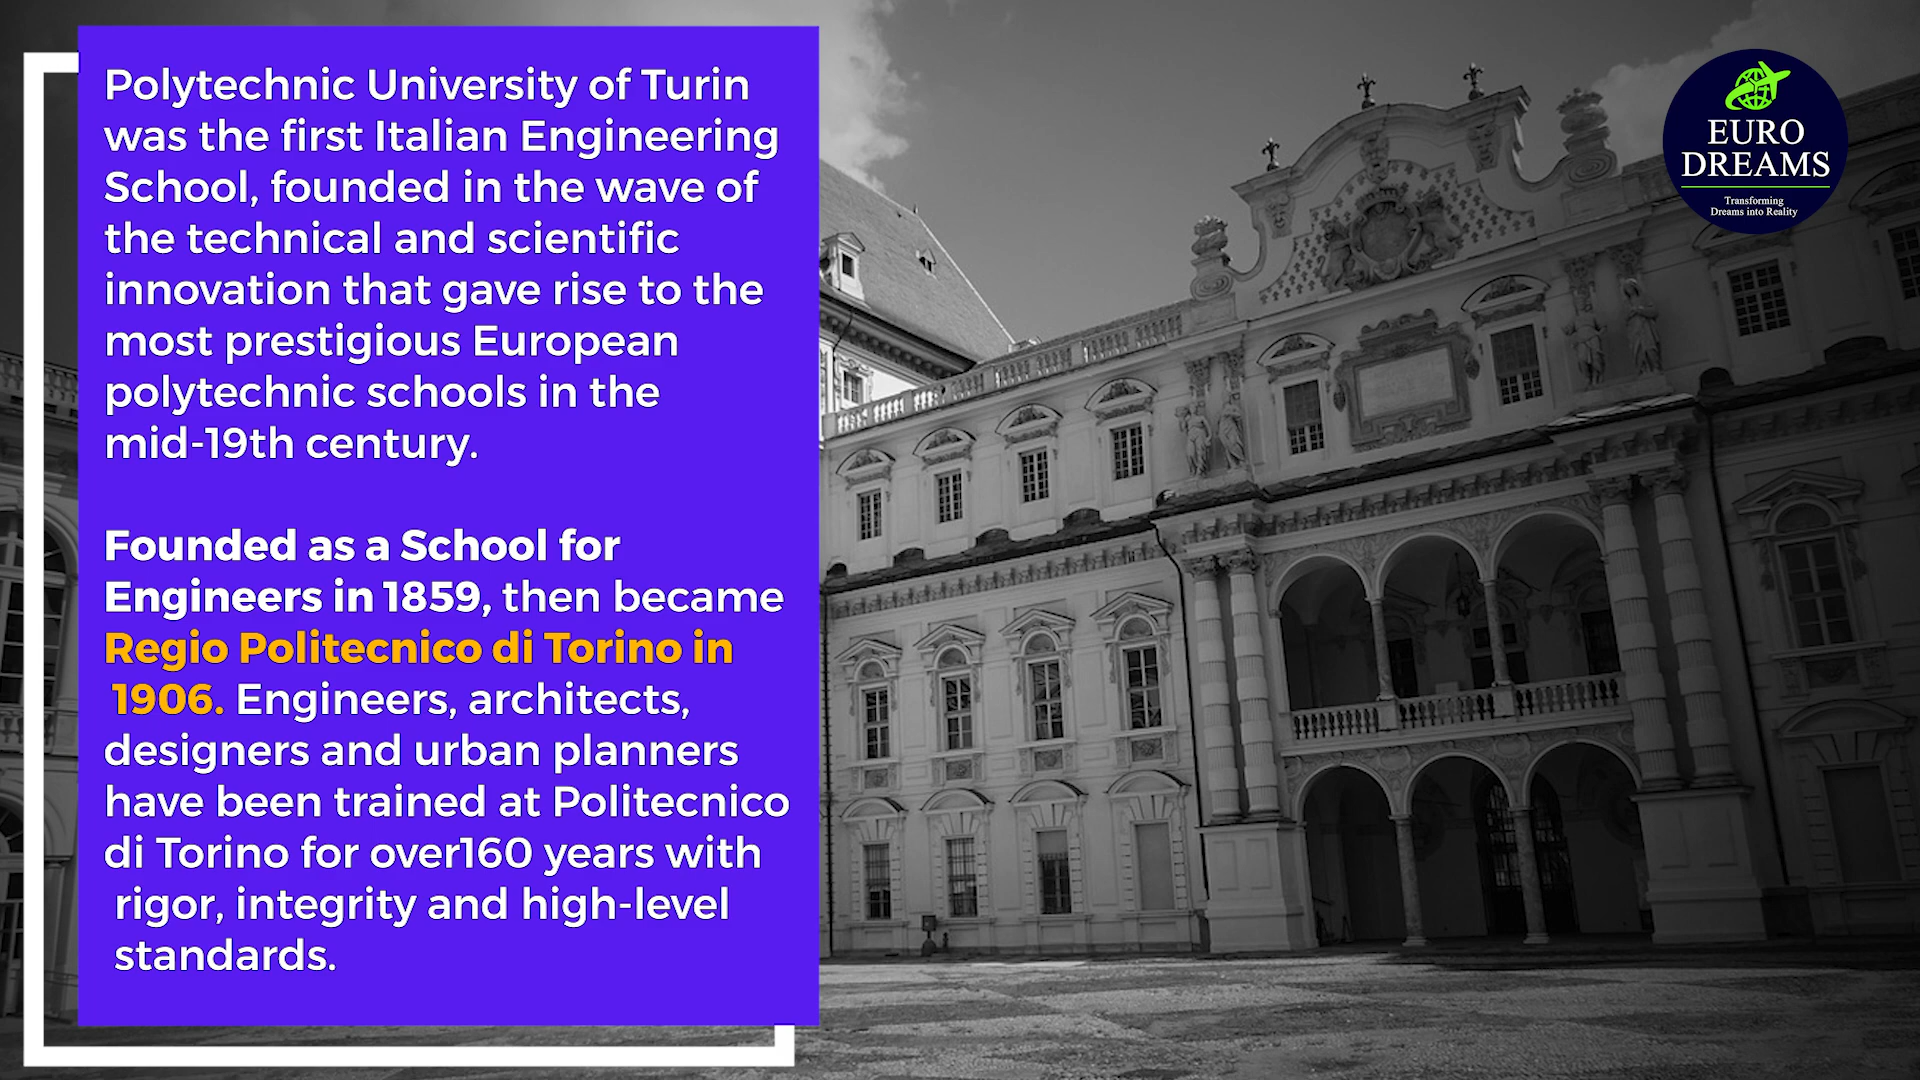 Polytechnic University of Turin
was the first Italian Engineering
School, founded in the wave of
the technical and scientific
innovation that gave rise to the
most prestigious European
polytechnic schools in the
mid-19th century.
Founded as a School for
Engineers in 1859, then became
Regio Politecnico di Torino in
1906. Engineers, architects,
designers and urban planners
have been trained at Politecnico
di Torino for over160 years with
rigor, integrity and high-level
standards.
EURO
DREAMS
Transforming
Dreams into Reality